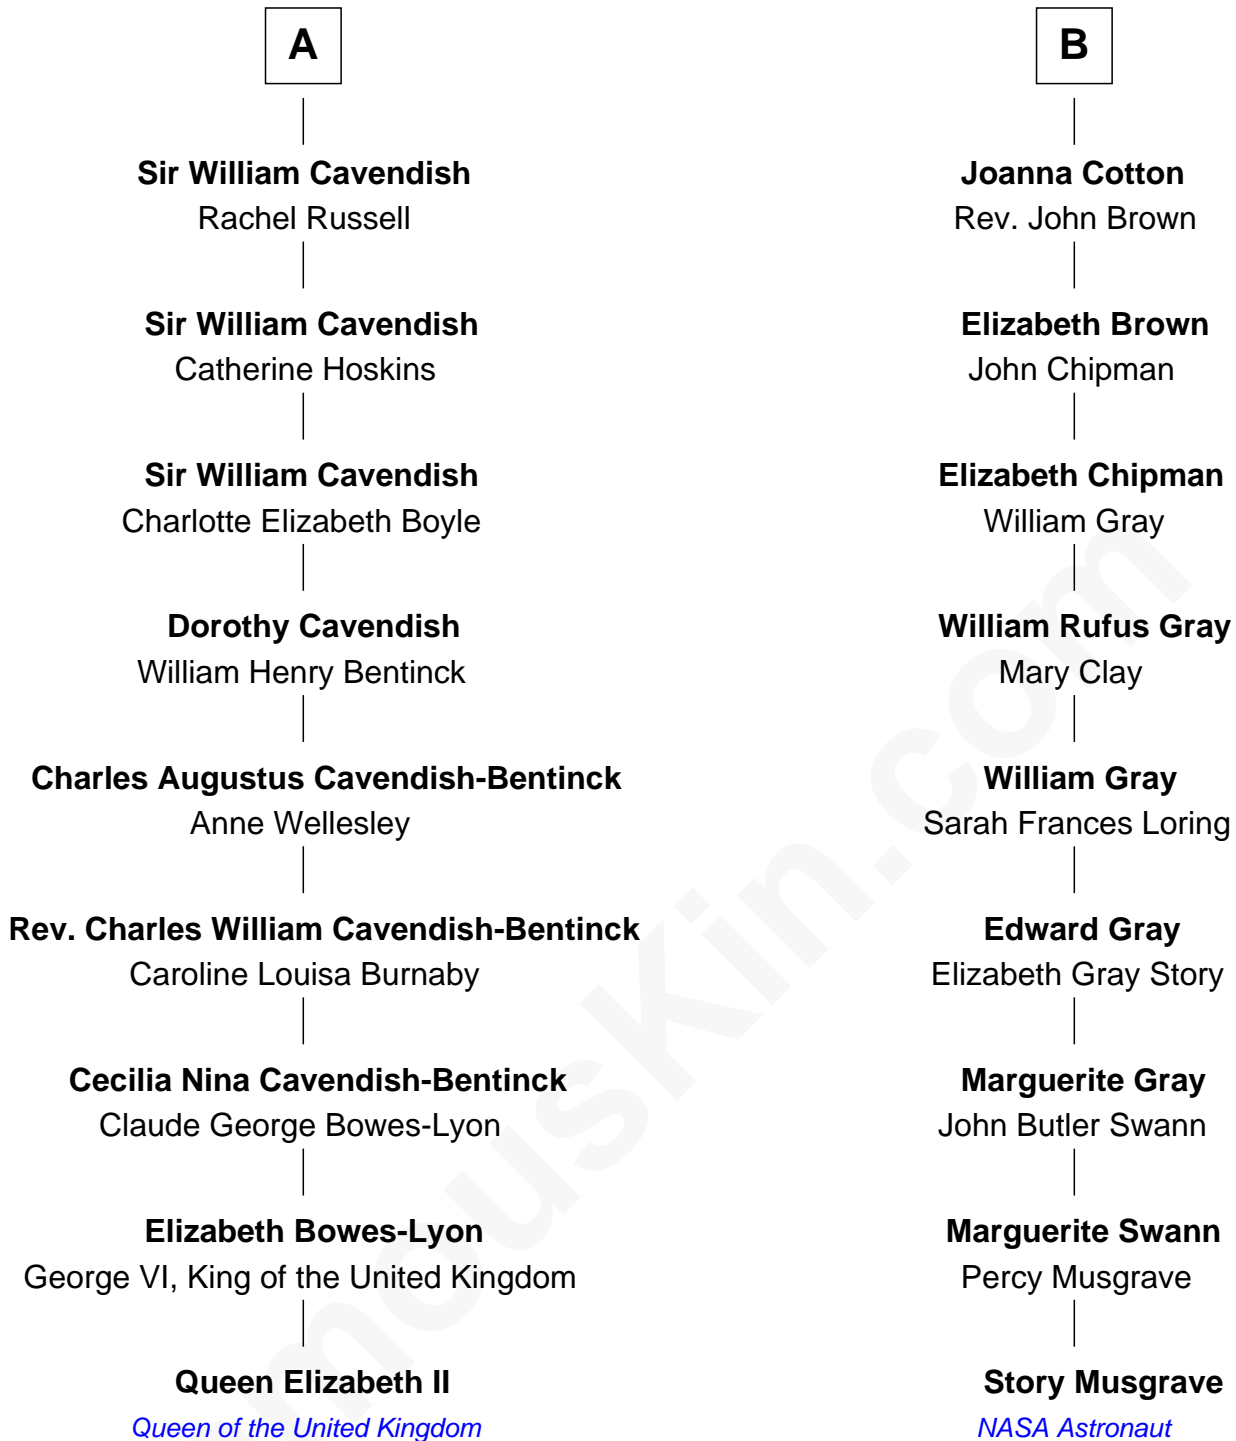 A
Sir William Cavendish
Rachel Russell
Sir William Cavendish
Catherine Hoskins
Sir William Cavendish
Charlotte Elizabeth Boyle
Dorothy Cavendish
William Henry Bentinck
Charles Augustus Cavendish-Bentinck
Anne Wellesley
Rev. Charles William Cavendish-Bentinck
Caroline Louisa Burnaby
Cecilia Nina Cavendish-Bentinck
Claude George Bowes-Lyon
Elizabeth Bowes-Lyon
George VI, King of the United Kingdom
Queen Elizabeth II
Queen of the United Kingdom
B
Joanna Cotton
Rev. John Brown
Elizabeth Brown
John Chipman
Elizabeth Chipman
William Gray
William Rufus Gray
Mary Clay
William Gray
Sarah Frances Loring
Edward Gray
Elizabeth Gray Story
Marguerite Gray
John Butler Swann
Marguerite Swann
Percy Musgrave
Story Musgrave
NASA Astronaut
mousKin.com